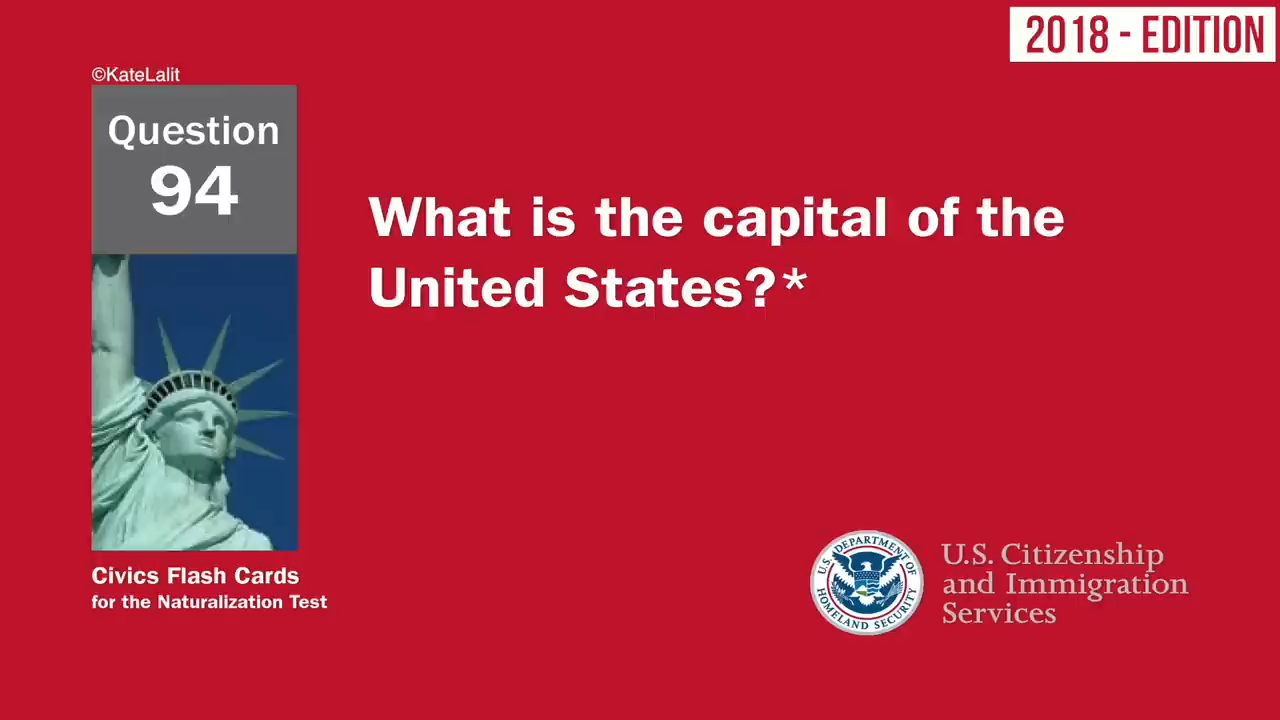 2018 - EDITION
©KateLalit
Question
94
What is the capital of the
United States?*
Civics Flash Cards
for the Naturalization Test
U.S. DEPARTMENT OF
HOMELAND SECURITY
U.S. Citizenship
and Immigration
Services